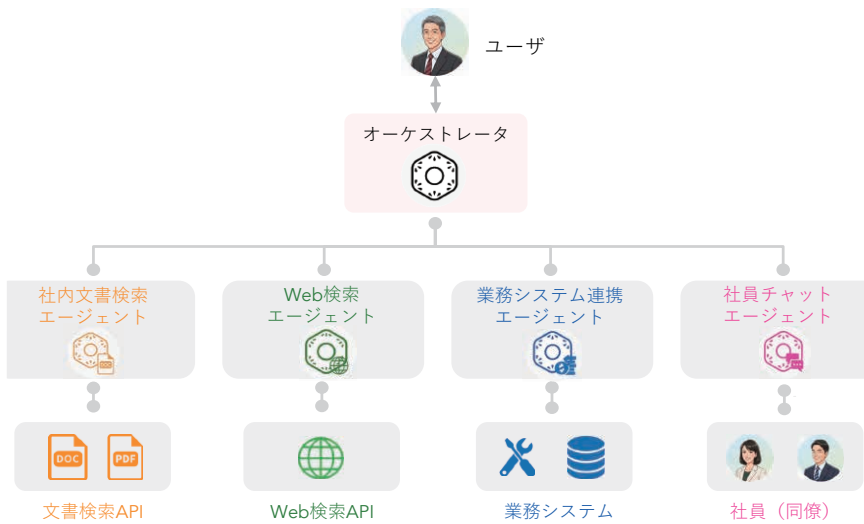 ユーザ
オーケストレータ
社内文書検索
エージェント
Web検索
エージェント
業務システム連携
エージェント
社員チャット
エージェント
DOC
DOC
PDF
文書検索API
Web検索API
業務システム
社員（同僚）